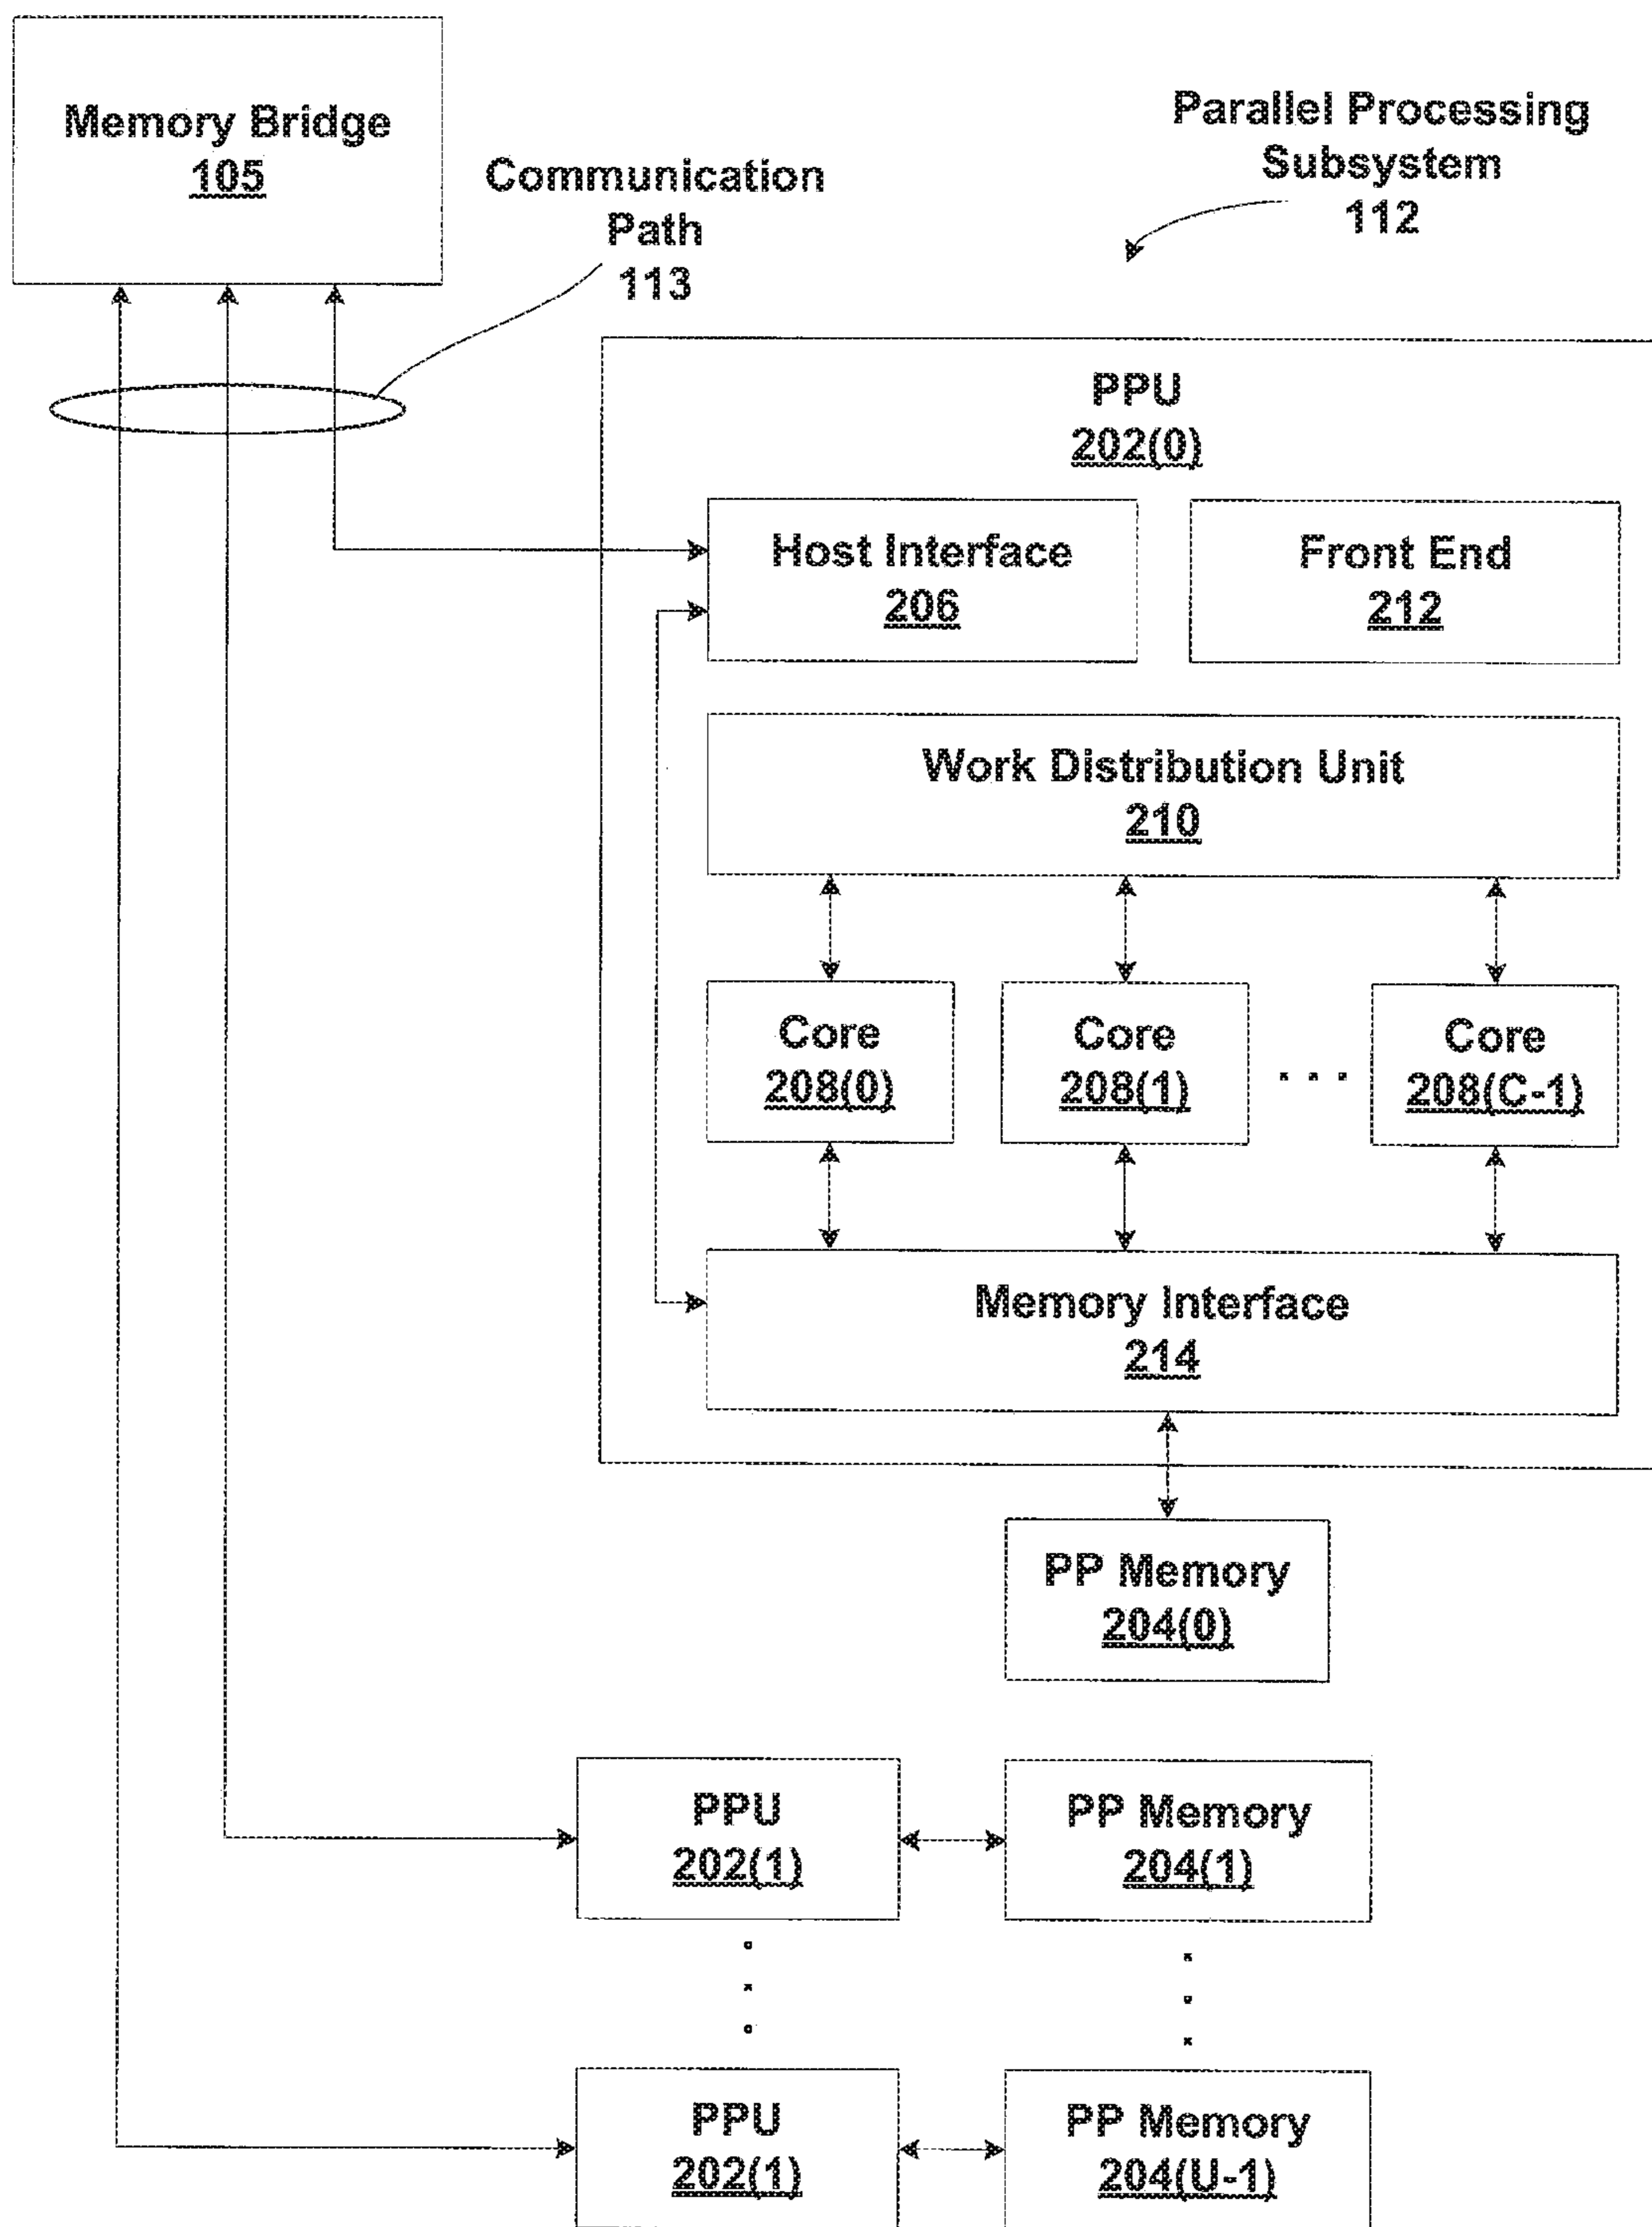 Memory Bridge
105
Communication
Path
113
Parallel Processing
Subsystem
112
PPU
202(0)
Host Interface
206
Front End
212
Work Distribution Unit
210
Core
208(0)
Core
208(1)
. . .
Core
208(C-1)
Memory Interface
214
PP Memory
204(0)
PPU
202(1)
PP Memory
204(1)
PPU
202(1)
PP Memory
204(U-1)